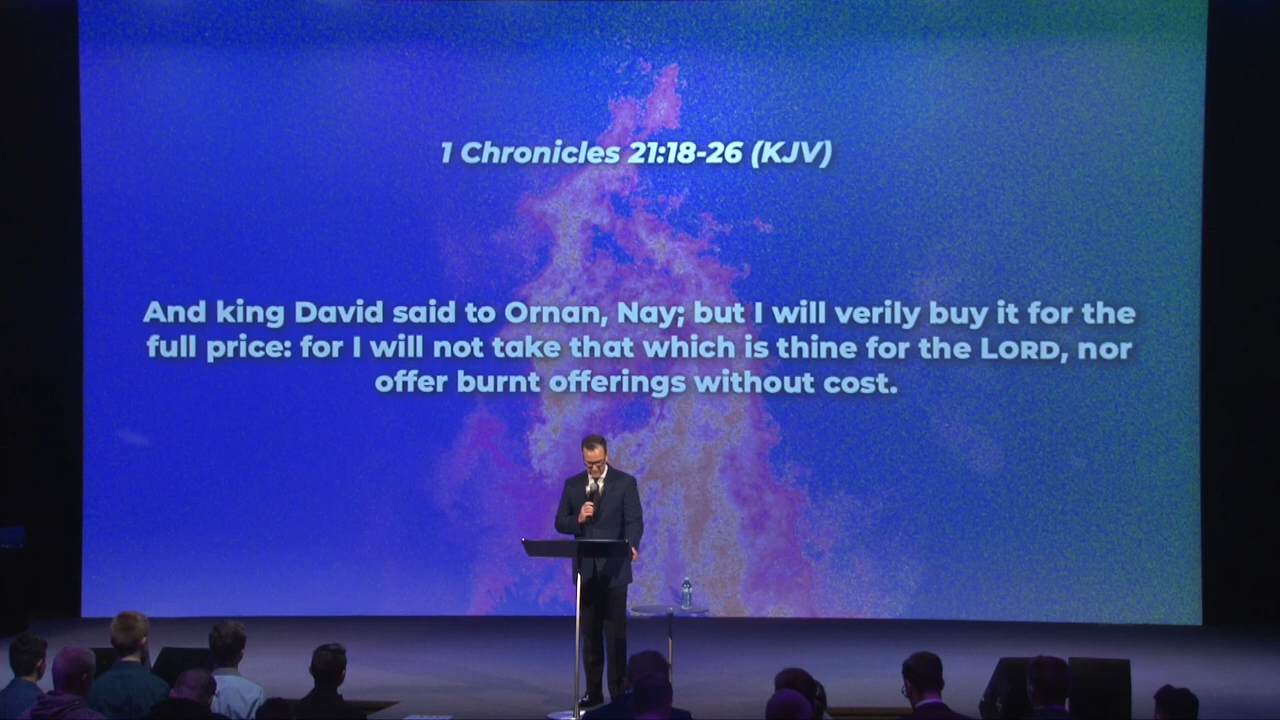 1 Chronicles 21:18-26 (KJV)
And king David said to Ornan, Nay; but I will verily buy it for the
full price: for I will not take that which is thine for the LORD, nor
offer burnt offerings without cost.